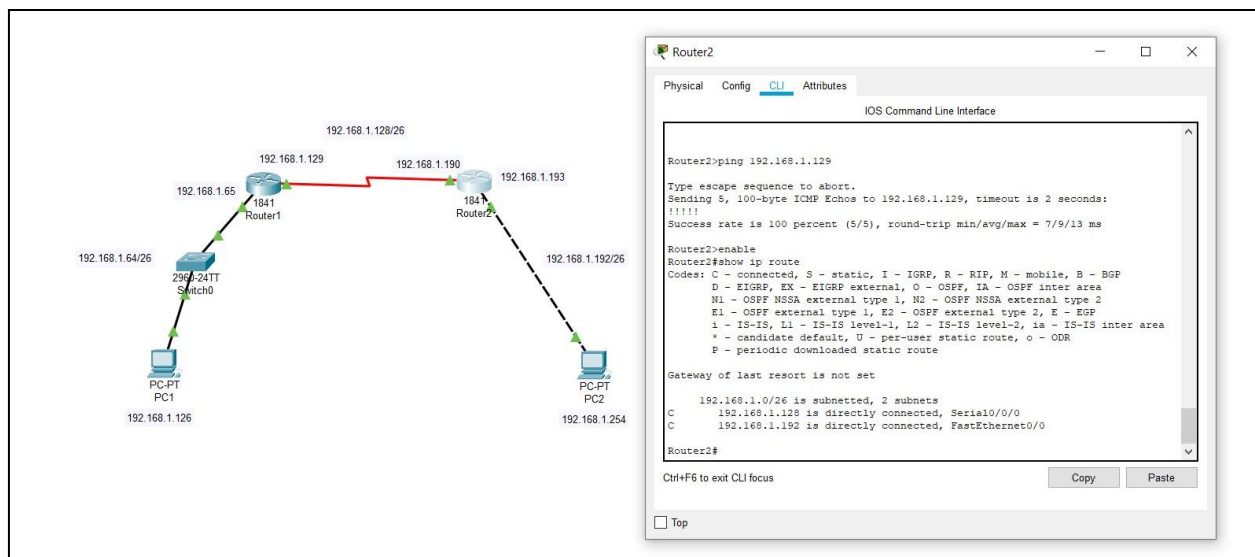 192.168.1.128/26
192.168.1.129
192.168.1.190
192.168.1.193
192.168.1.65
1841
Router1
1841
Router2
192.168.1.64/26
2960-24TT
Switch0
192.168.1.192/26
PC-PT
PC1
192.168.1.126
PC-PT
PC2
192.168.1.254
Router2
Physical Config CLI Attributes
IOS Command Line Interface
Router2>ping 192.168.1.129
Type escape sequence to abort.
Sending 5, 100-byte ICMP Echos to 192.168.1.129, timeout is 2 seconds:
!!!!!
Success rate is 100 percent (5/5), round-trip min/avg/max = 7/9/13 ms
Router2>enable
Router2#show ip route
Codes: C - connected, S - static, I - IGRP, R - RIP, M - mobile, B - BGP
D - EIGRP, EX - EIGRP external, O - OSPF, IA - OSPF inter area
N1 - OSPF NSSA external type 1, N2 - OSPF NSSA external type 2
E1 - OSPF external type 1, E2 - OSPF external type 2, E - EGP
i - IS-IS, L1 - IS-IS level-1, L2 - IS-IS level-2, ia - IS-IS inter area
* - candidate default, U - per-user static route, o - ODR
P - periodic downloaded static route
Gateway of last resort is not set
192.168.1.0/26 is subnetted, 2 subnets
C 192.168.1.128 is directly connected, Serial0/0/0
C 192.168.1.192 is directly connected, FastEthernet0/0
Router2#
Ctrl+F6 to exit CLI focus
Copy
Paste
Top